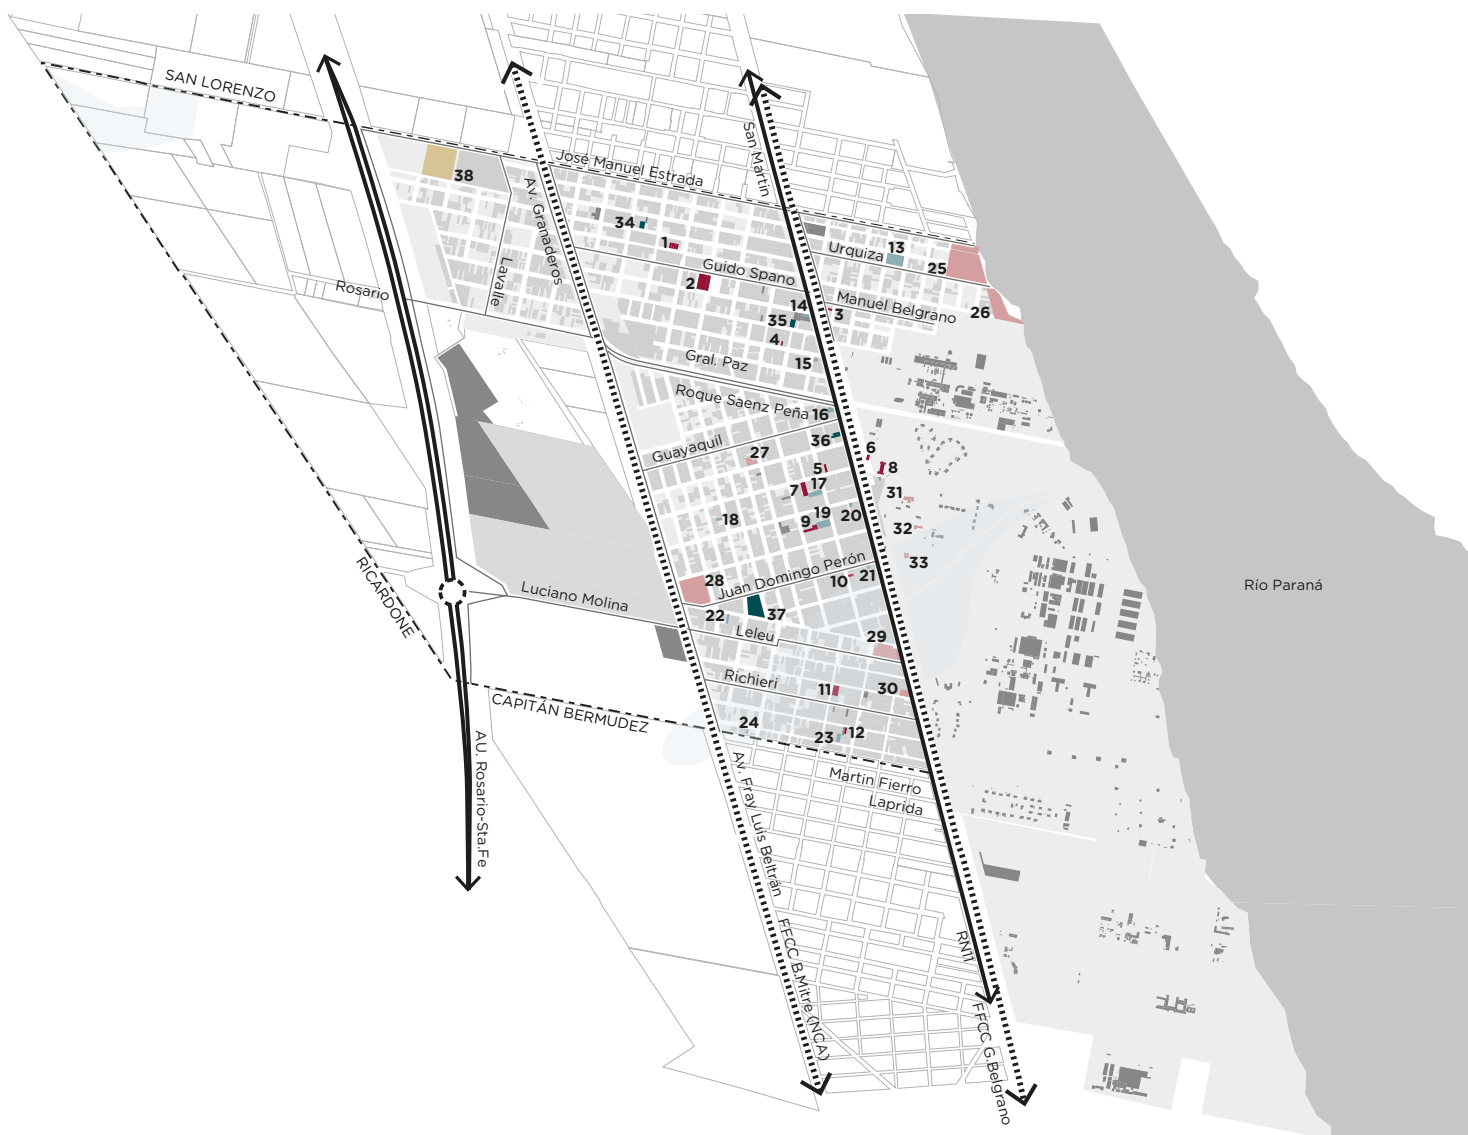 SAN LORENZO
José Manuel Estrada
San Martin
38
Av. Granaderos
34
1
13
Urquiza
25
Guido Spano
Lavalle
2
Rosario
Manuel Belgrano
14
3
26
35
4
Gral. Paz
15
Roque Saenz Peña
16
36
Guayaquil
27
6
5
8
7
17
31
18
19
20
9
32
Juan Domingo Perón
33
RICARDONE
Luciano Molina
28
10
21
Río Paraná
22
37
Leleu
29
Richieri
11
30
CAPITÁN BERMUDEZ
24
23
12
AU. Rosario-Sta.Fe
Av. Fray Luis Beltrán
Martin Fierro
Laprida
FFCC B.Mitre (NCA)
RN11
FFCC G.Belgrano